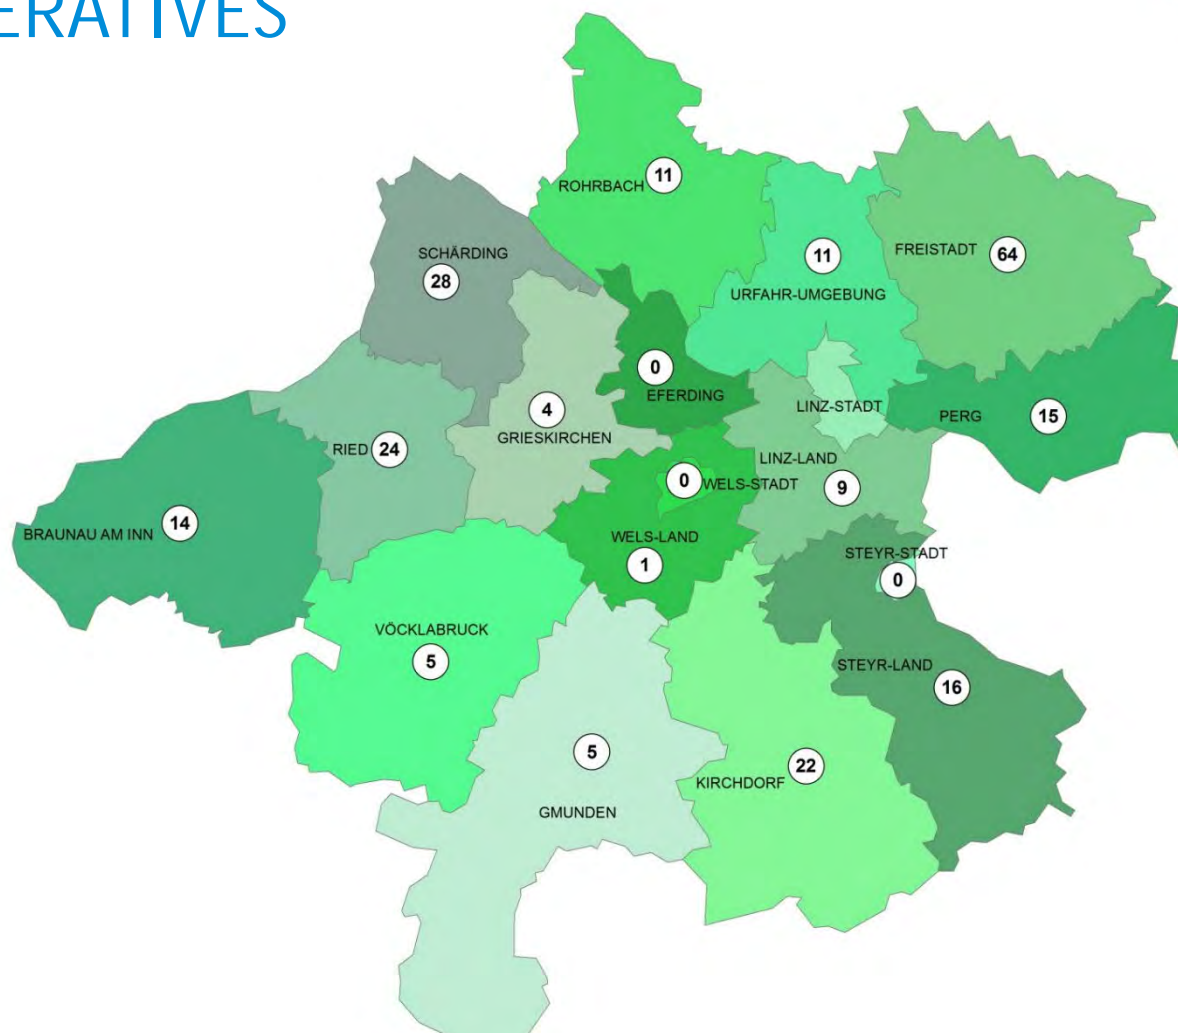 ERATIVES
ROHRBACH 11
SCHÄRDING
28
11
URFAHR-UMGEBUNG
FREISTADT 64
0
EFERDING
4
GRIESKIRCHEN
LINZ-STADT
PERG 15
RIED 24
LINZ-LAND
9
0 WELS-STADT
BRAUNAU AM INN 14
WELS-LAND
1
STEYR-STADT
0
VÖCKLABRUCK
5
STEYR-LAND
16
5
GMUNDEN
KIRCHDORF 22